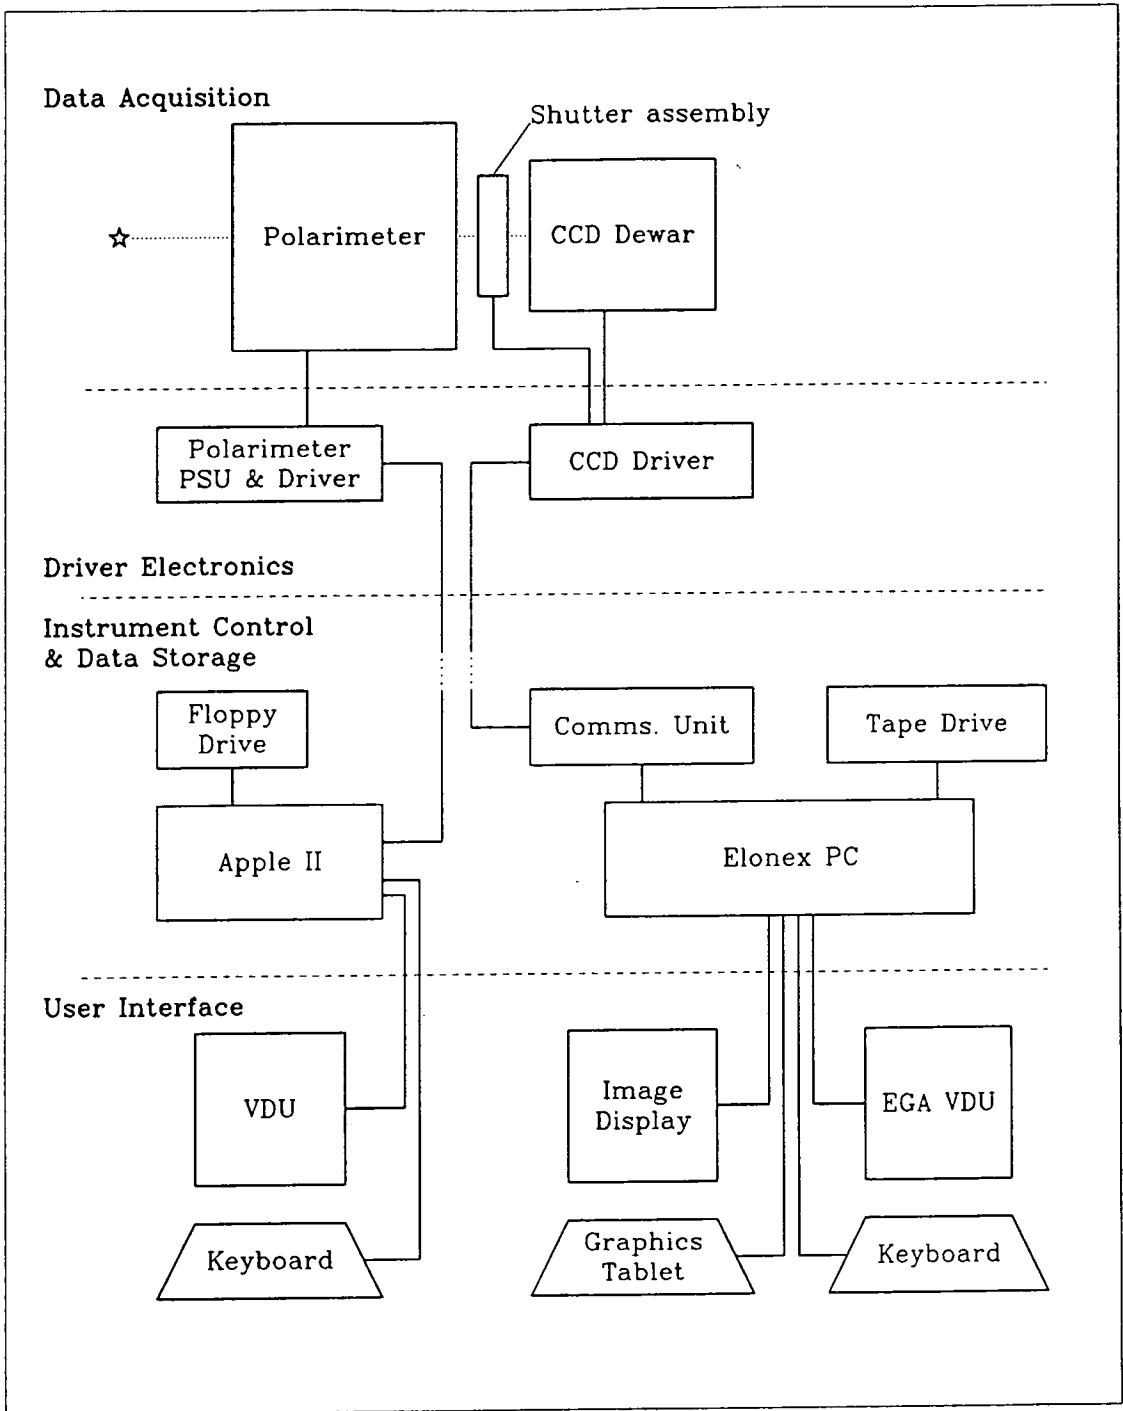 Data Acquisition
Shutter assembly
Polarimeter
CCD Dewar
Polarimeter
PSU & Driver
CCD Driver
Driver Electronics
Instrument Control
& Data Storage
Floppy
Drive
Comms. Unit
Tape Drive
Apple II
Elonex PC
User Interface
VDU
Image
Display
EGA VDU
Keyboard
Graphics
Tablet
Keyboard